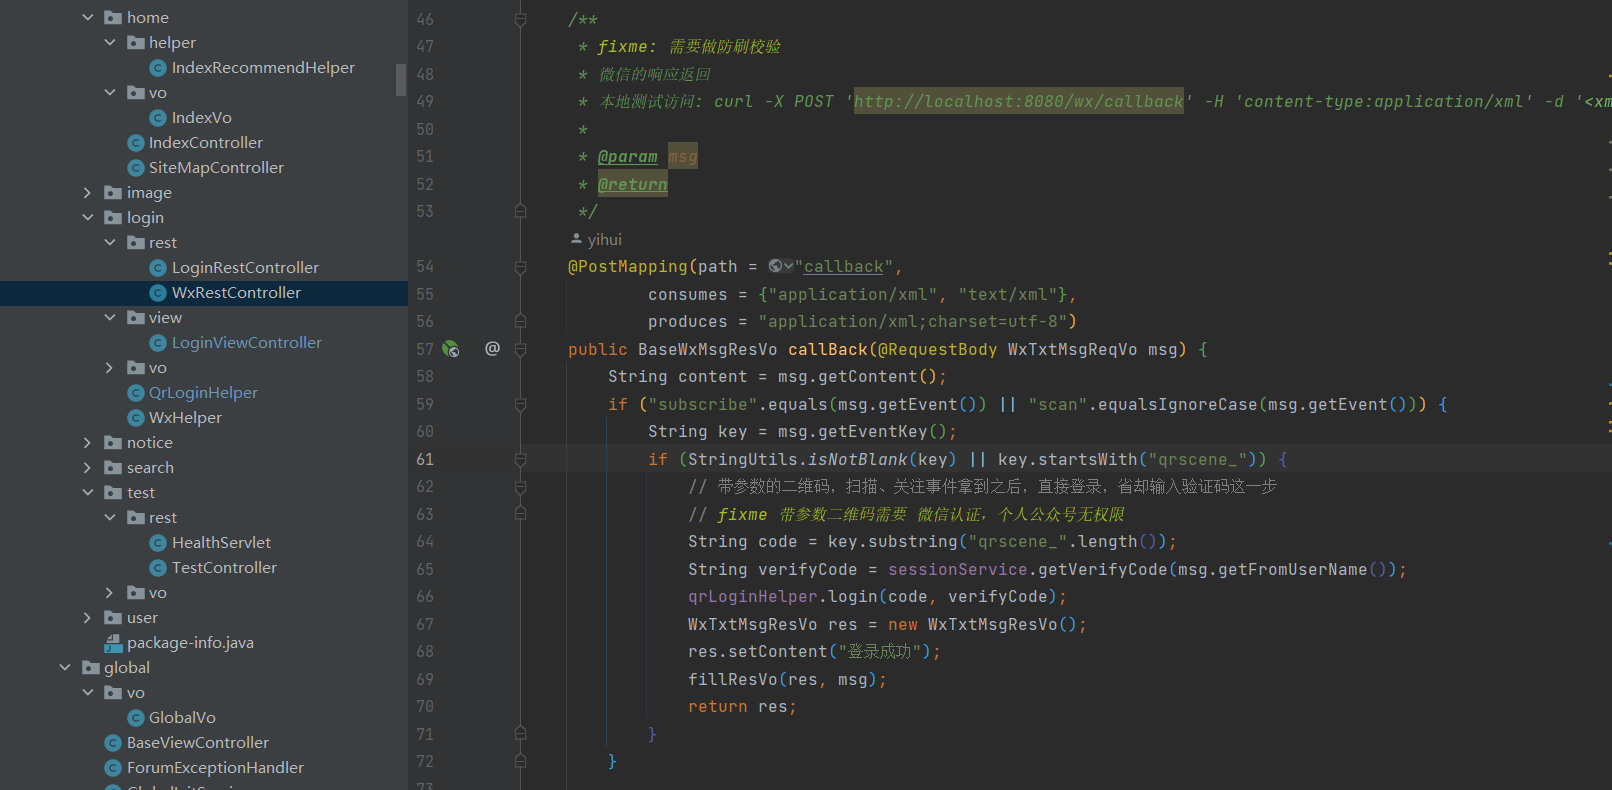 home
helper
IndexRecommendHelper
vo
IndexVo
IndexController
SiteMapController
image
login
rest
LoginRestController
WxRestController
view
LoginViewController
vo
QrLoginHelper
WxHelper
notice
search
test
rest
HealthServlet
TestController
vo
user
package-info.java
global
vo
GlobalVo
BaseViewController
ForumExceptionHandler
46 /**
47 * fixme: 需要做防刷校验
48 * 微信的响应返回
49 * 本地测试访问: curl -X POST 'http://localhost:8080/wx/callback' -H 'content-type:application/xml' -d '<xm
50 *
51 * @param msg
52 * @return
53 */
yihui
54 @PostMapping(path = "callback",
55 consumes = {"application/xml", "text/xml"},
56 produces = "application/xml;charset=utf-8")
57 @ public BaseWxMsgResVo callBack(@RequestBody WxTxtMsgReqVo msg) {
58 String content = msg.getContent();
59 if ("subscribe".equals(msg.getEvent()) || "scan".equalsIgnoreCase(msg.getEvent())) {
60 String key = msg.getEventKey();
61 if (StringUtils.isNotBlank(key) || key.startsWith("qrscene_")) {
62 // 带参数的二维码，扫描、关注事件拿到之后，直接登录，省却输入验证码这一步
63 // fixme 带参数二维码需要 微信认证，个人公众号无权限
64 String code = key.substring("qrscene_".length());
65 String verifyCode = sessionService.getVerifyCode(msg.getFromUserName());
66 qrLoginHelper.login(code, verifyCode);
67 WxTxtMsgResVo res = new WxTxtMsgResVo();
68 res.setContent("登录成功");
69 fillResVo(res, msg);
70 return res;
71 }
72 }
73